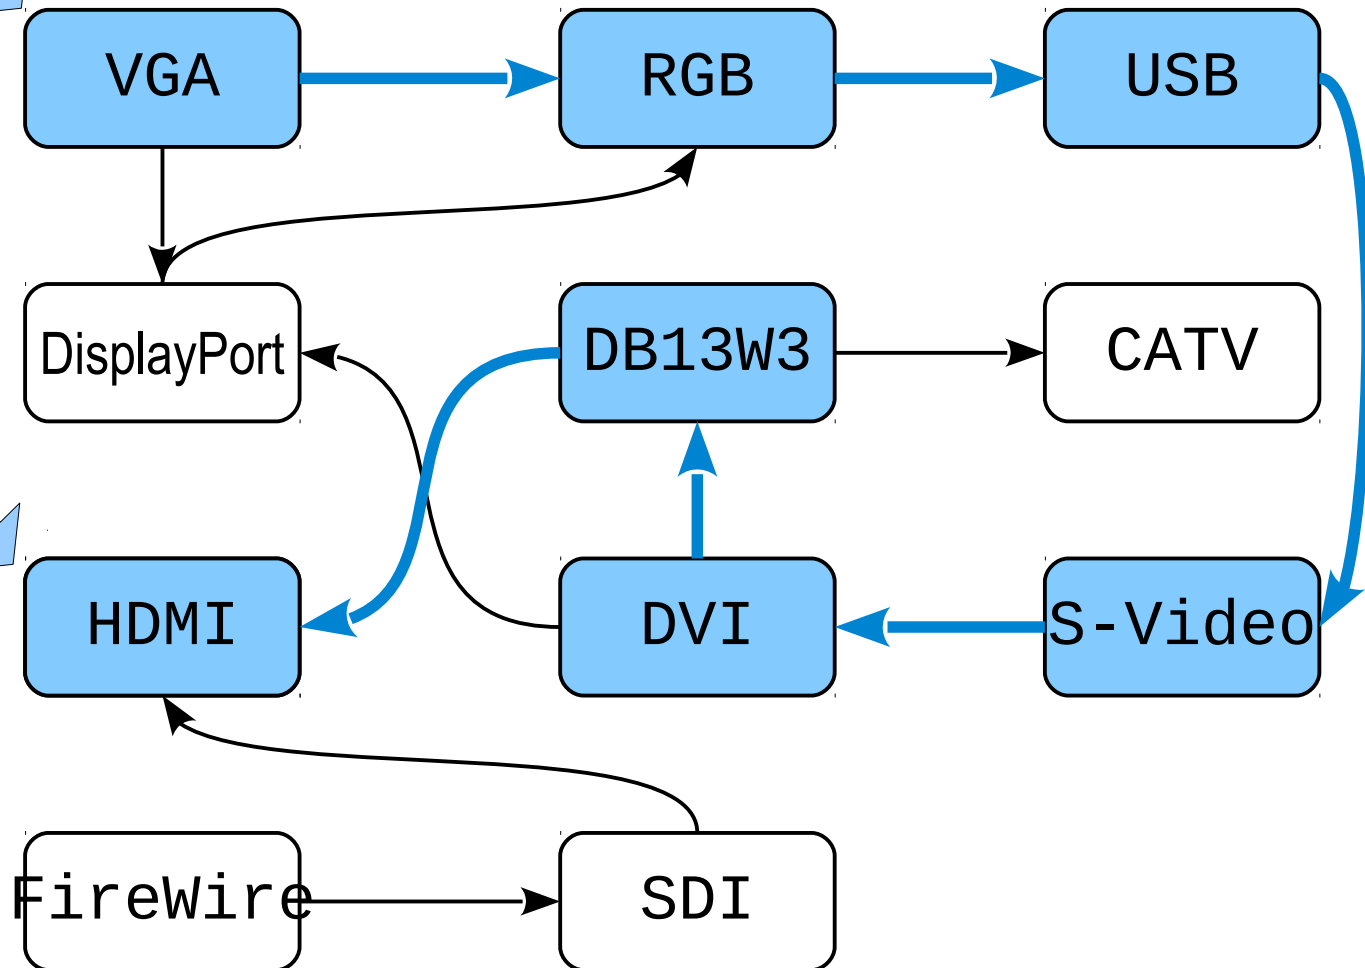 VGA
RGB
USB
DisplayPort
DB13W3
CATV
HDMI
DVI
S-Video
FireWire
SDI